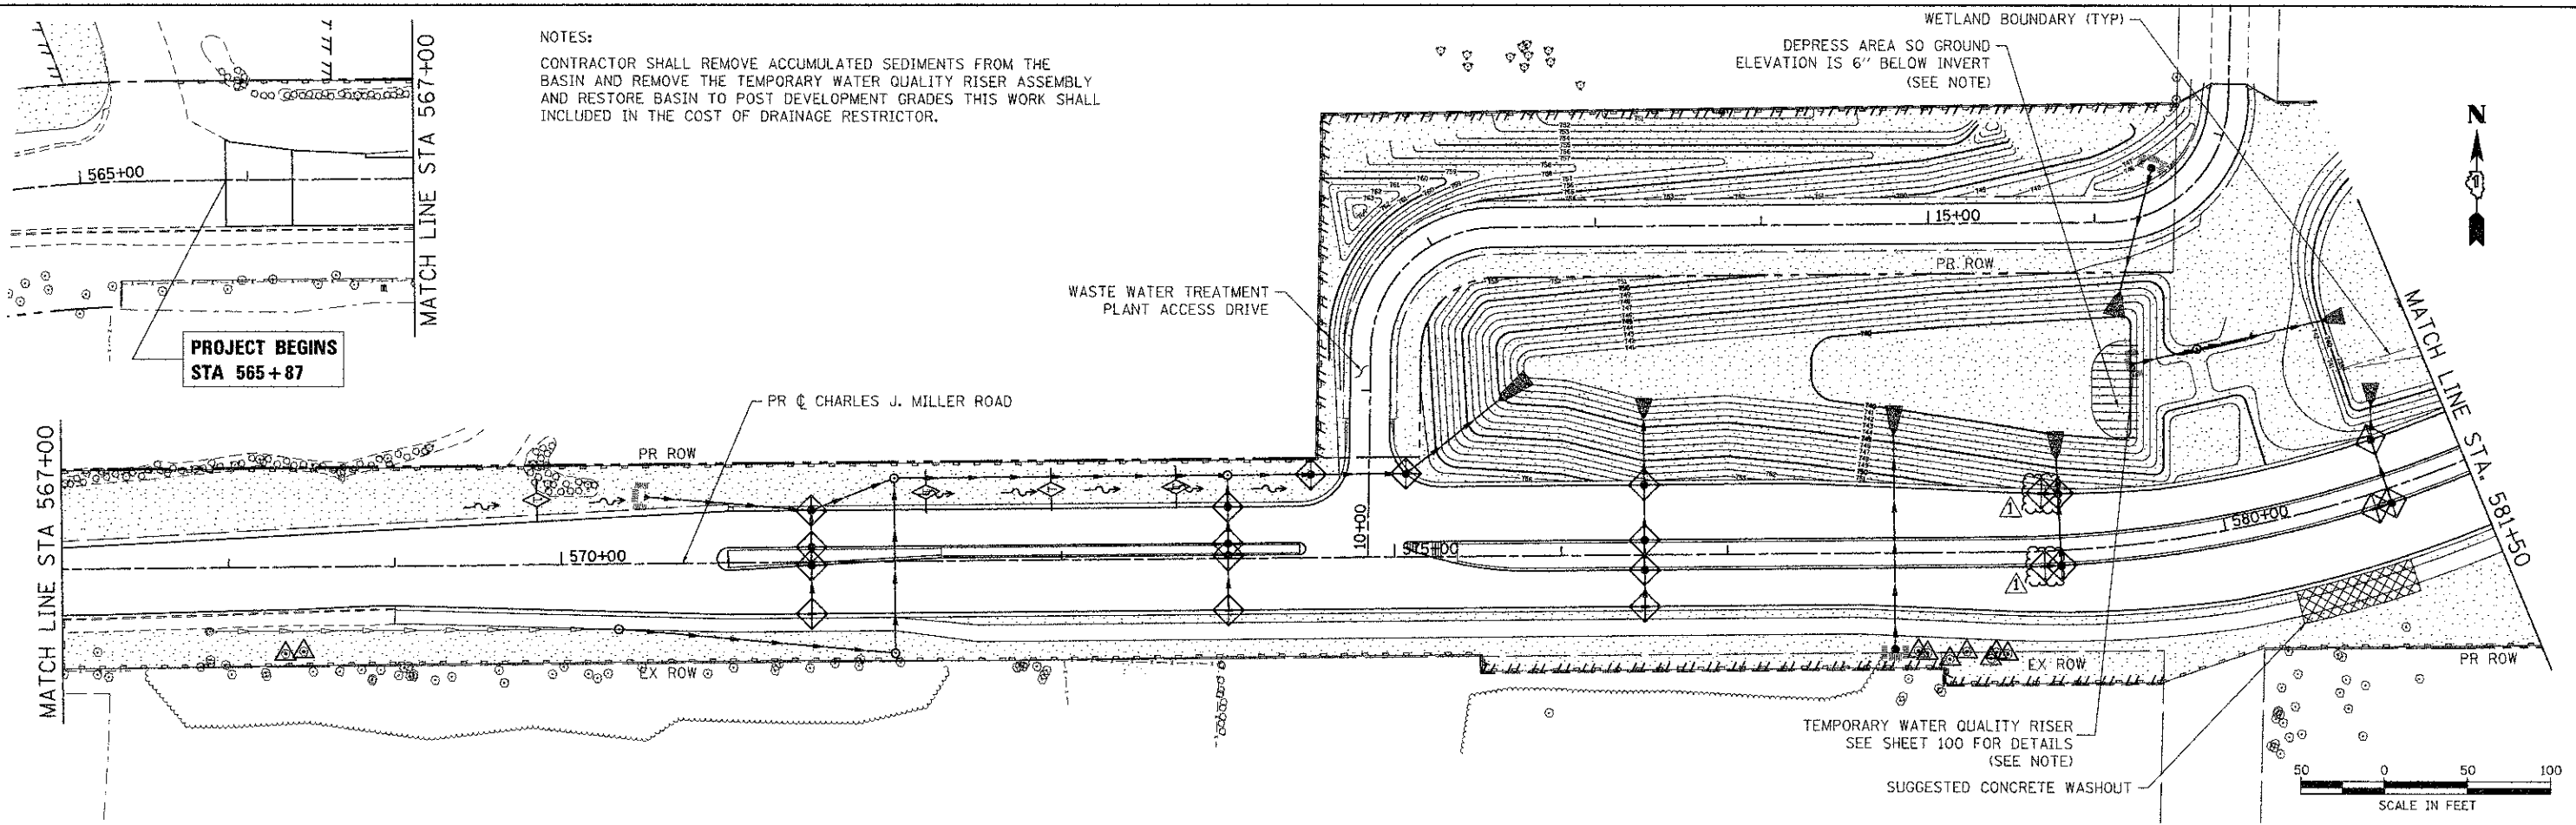 NOTES:
CONTRACTOR SHALL REMOVE ACCUMULATED SEDIMENTS FROM THE
BASIN AND REMOVE THE TEMPORARY WATER QUALITY RISER ASSEMBLY
AND RESTORE BASIN TO POST DEVELOPMENT GRADES THIS WORK SHALL
INCLUDED IN THE COST OF DRAINAGE RESTRICTOR.
565+00
MATCH LINE STA 567+00
PROJECT BEGINS
STA 565+87
WETLAND BOUNDARY (TYP)
DEPRESS AREA SO GROUND
ELEVATION IS 6" BELOW INVERT
(SEE NOTE)
N
15+00
PR ROW
WASTE WATER TREATMENT
PLANT ACCESS DRIVE
MATCH LINE STA. 581+50
PR ℄ CHARLES J. MILLER ROAD
MATCH LINE STA 567+00
PR ROW
570+00
10+00
575+00
580+00
1
1
EX ROW
EX ROW
PR ROW
TEMPORARY WATER QUALITY RISER
SEE SHEET 100 FOR DETAILS
(SEE NOTE)
SUGGESTED CONCRETE WASHOUT
50 0 50 100
SCALE IN FEET